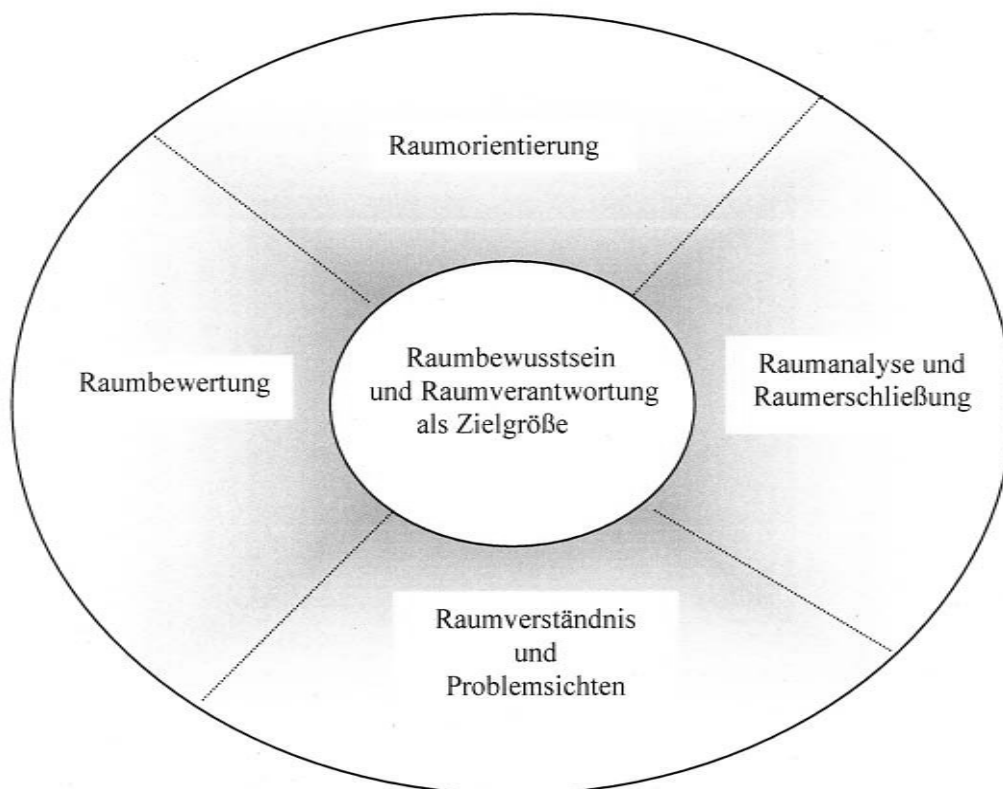 Raumorientierung
Raumbewertung
Raumbewusstsein
und Raumverantwortung
als Zielgröße
Raumanalyse und
Raumerschließung
Raumverständnis
und
Problemsichten